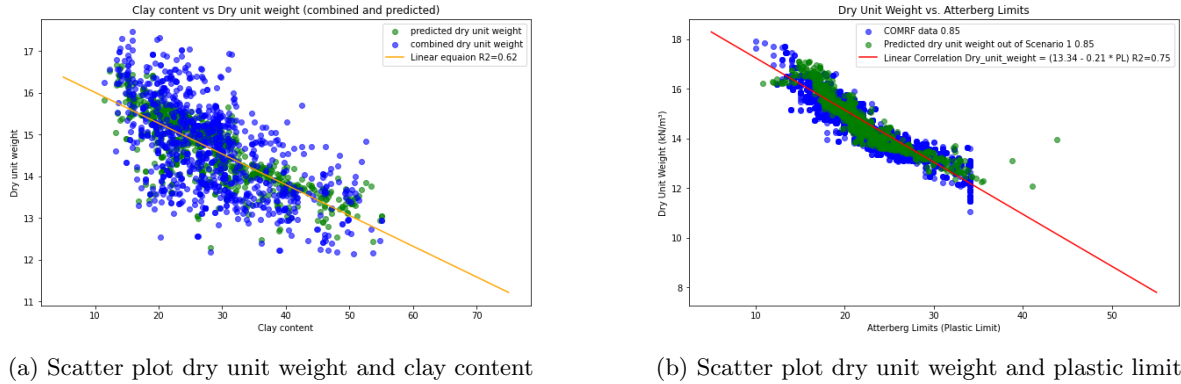 Clay content vs Dry unit weight (combined and predicted)
predicted dry unit weight
combined dry unit weight
Linear equaion R2=0.62
17
16
15
14
13
12
11
Dry unit weight
10 20 30 40 50 60 70
Clay content
(a) Scatter plot dry unit weight and clay content
Dry Unit Weight vs. Atterberg Limits
COMRF data 0.85
Predicted dry unit weight out of Scenario 1 0.85
Linear Correlation Dry_unit_weight = (13.34 - 0.21 * PL) R2=0.75
18
16
14
12
10
8
Dry Unit Weight (kN/m³)
10 20 30 40 50
Atterberg Limits (Plastic Limit)
(b) Scatter plot dry unit weight and plastic limit